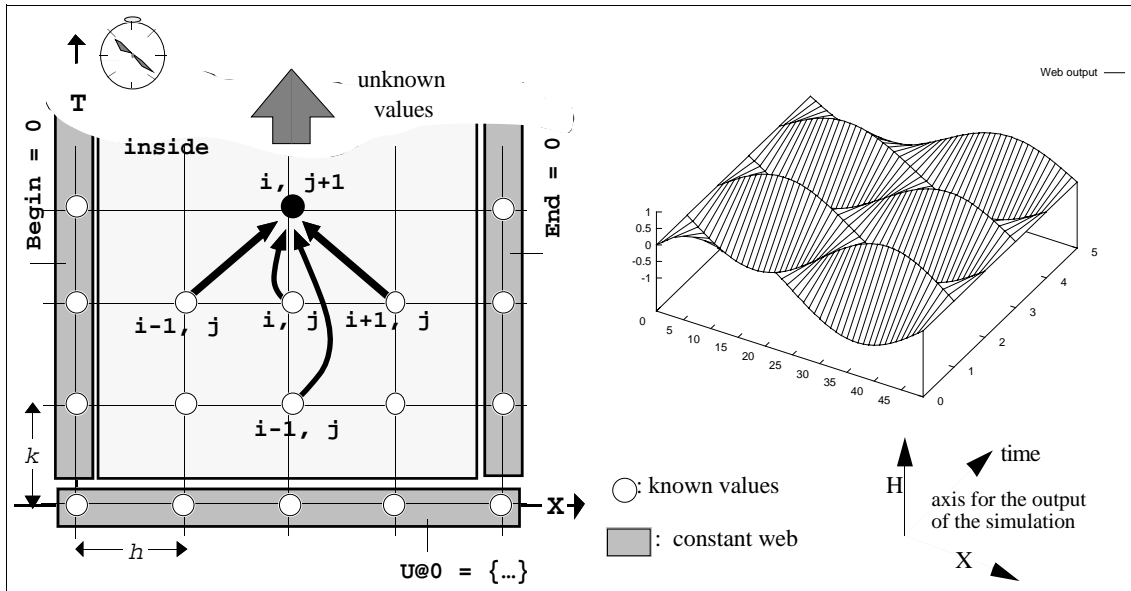 T
unknown
values
inside
Begin = 0
End = 0
i, j+1
i-1, j
i, j
i+1, j
i-1, j
k
h
X
U@0 = {…}
Web output
1
0.5
0
-0.5
-1
0
5
10
15
20
25
30
35
40
45
0
1
2
3
4
5
: known values
: constant web
H
time
axis for the output
of the simulation
X